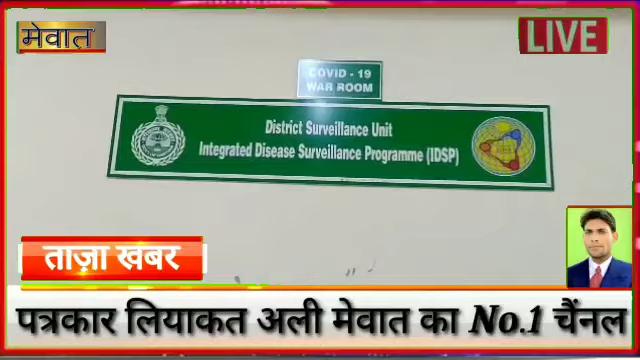 मेवात
LIVE
COVID - 19
WAR ROOM
District Surveillance Unit
Integrated Disease Surveillance Programme (IDSP)
ताज़ा खबर
पत्रकार लियाकत अली मेवात का No.1 चैंनल